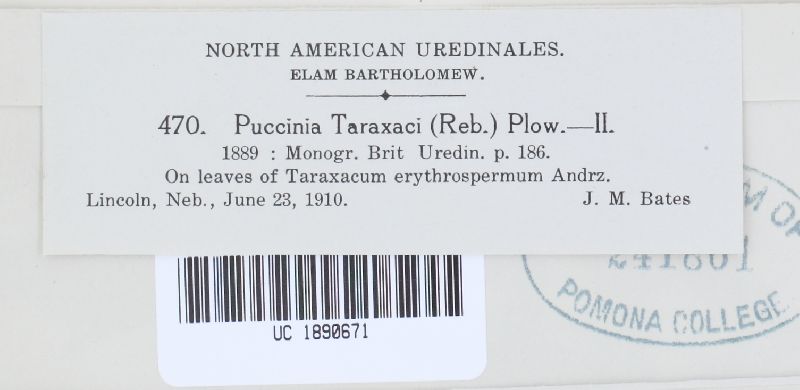 NORTH AMERICAN UREDINALES.
ELAM BARTHOLOMEW.
470. Puccinia Taraxaci (Reb.) Plow.—II.
1889 : Monogr. Brit Uredin. p. 186.
On leaves of Taraxacum erythrospermum Andrz.
Lincoln, Neb., June 23, 1910. J. M. Bates
UC 1890671
241801
POMONA COLLEGE